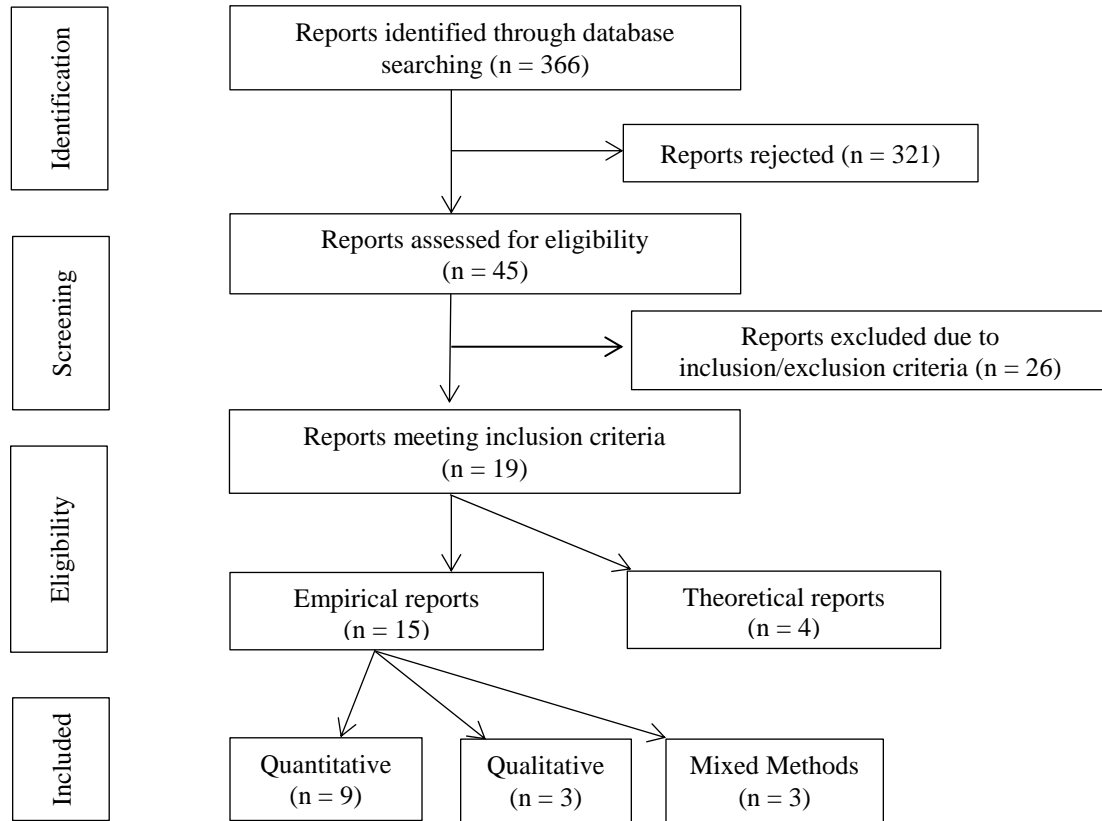 Identification
Reports identified through database
searching (n = 366)
Reports rejected (n = 321)
Screening
Reports assessed for eligibility
(n = 45)
Reports excluded due to
inclusion/exclusion criteria (n = 26)
Eligibility
Reports meeting inclusion criteria
(n = 19)
Empirical reports
(n = 15)
Theoretical reports
(n = 4)
Included
Quantitative
(n = 9)
Qualitative
(n = 3)
Mixed Methods
(n = 3)